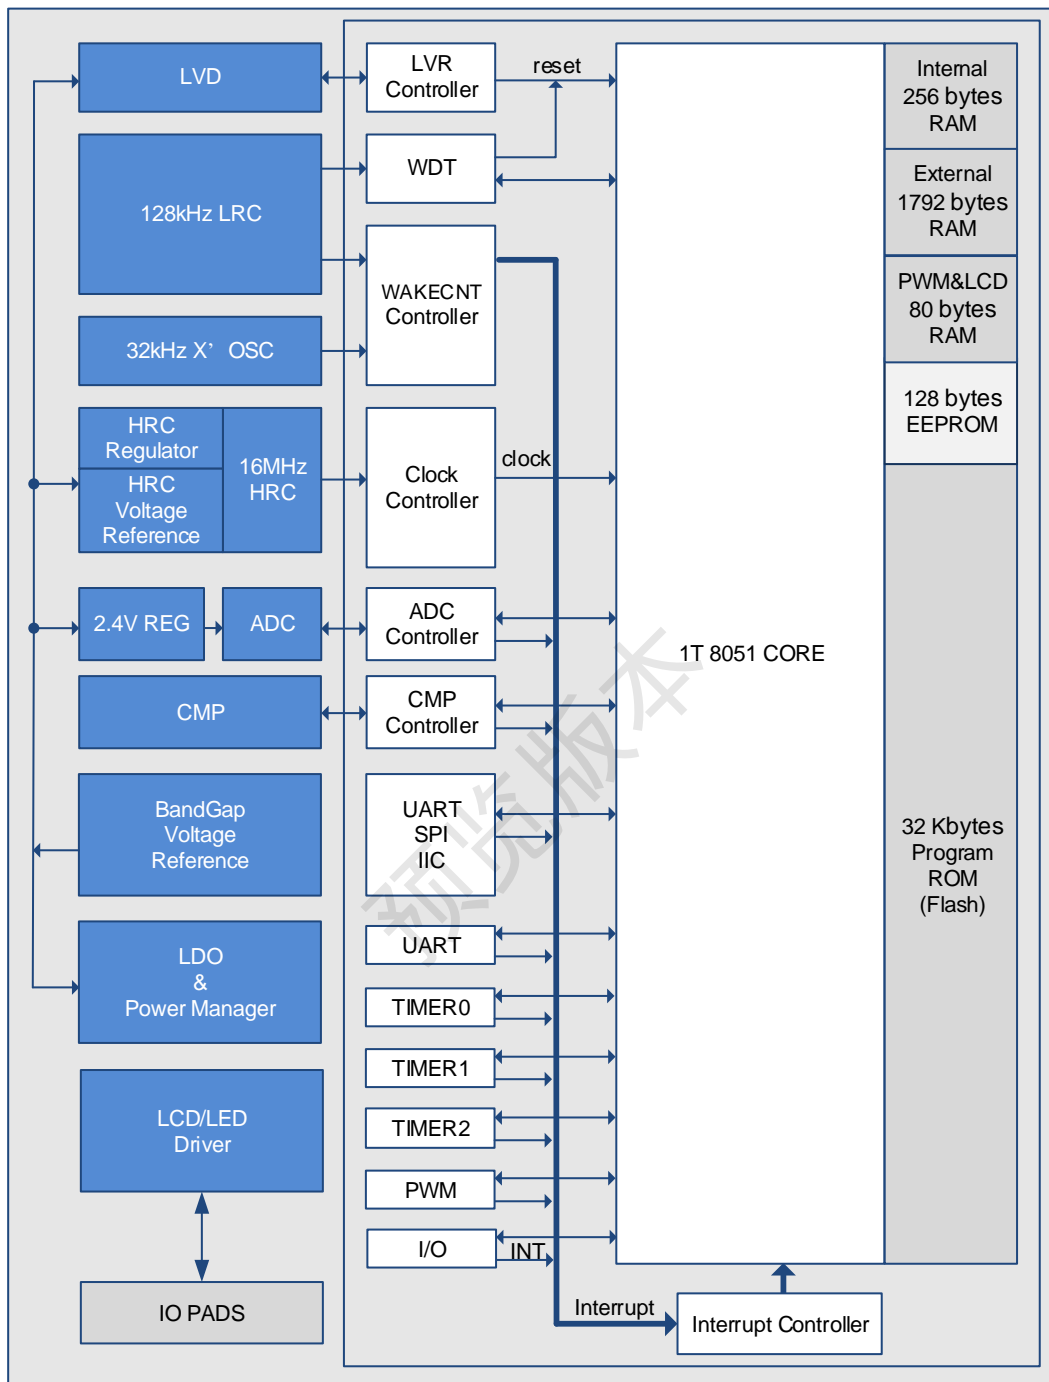 LVD
128kHz LRC
32kHz X’ OSC
HRC
Regulator
HRC
Voltage
Reference
16MHz
HRC
2.4V REG
ADC
CMP
BandGap
Voltage
Reference
LDO
&
Power Manager
LCD/LED
Driver
IO PADS
LVR
Controller
WDT
WAKECNT
Controller
Clock
Controller
ADC
Controller
CMP
Controller
UART
SPI
IIC
UART
TIMER0
TIMER1
TIMER2
PWM
I/O
reset
clock
INT
Interrupt
1T 8051 CORE
Interrupt Controller
Internal
256 bytes
RAM
External
1792 bytes
RAM
PWM&LCD
80 bytes
RAM
128 bytes
EEPROM
32 Kbytes
Program
ROM
(Flash)
预览版本